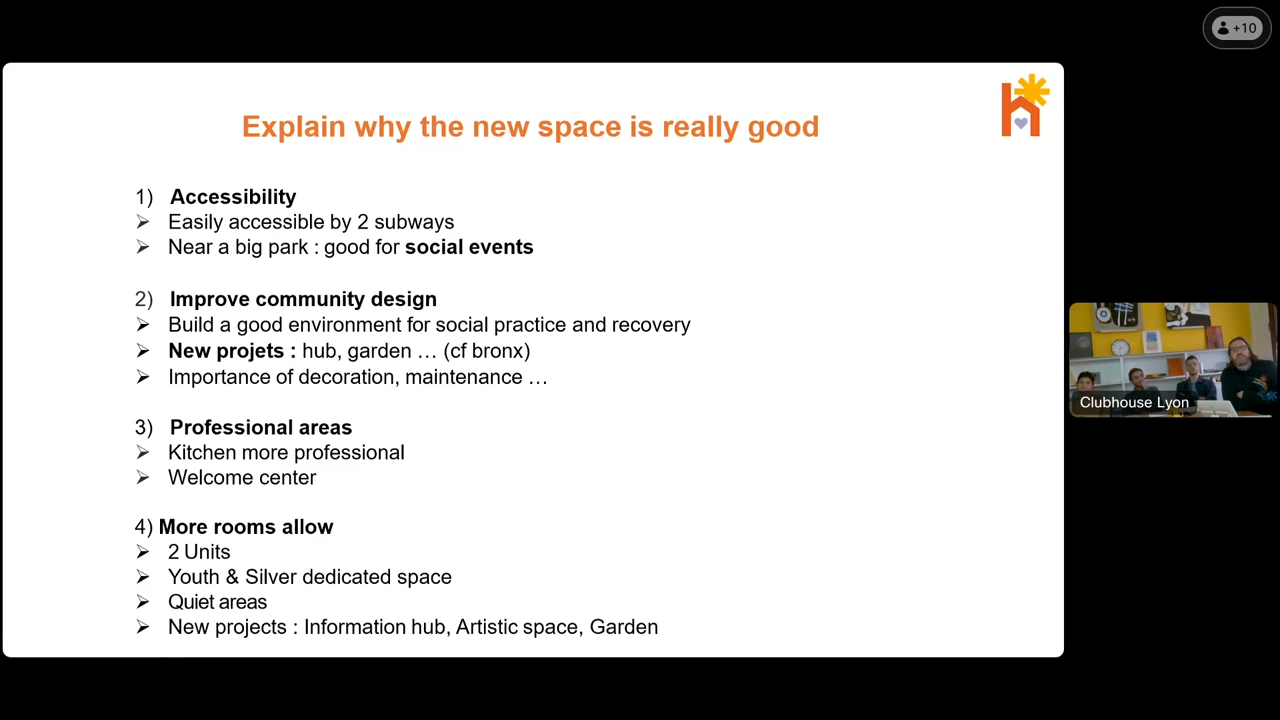 +10
Explain why the new space is really good
1) Accessibility
➢ Easily accessible by 2 subways
➢ Near a big park : good for social events
2) Improve community design
➢ Build a good environment for social practice and recovery
➢ New projets : hub, garden … (cf bronx)
➢ Importance of decoration, maintenance …
3) Professional areas
➢ Kitchen more professional
➢ Welcome center
4) More rooms allow
➢ 2 Units
➢ Youth & Silver dedicated space
➢ Quiet areas
➢ New projects : Information hub, Artistic space, Garden
Clubhouse Lyon